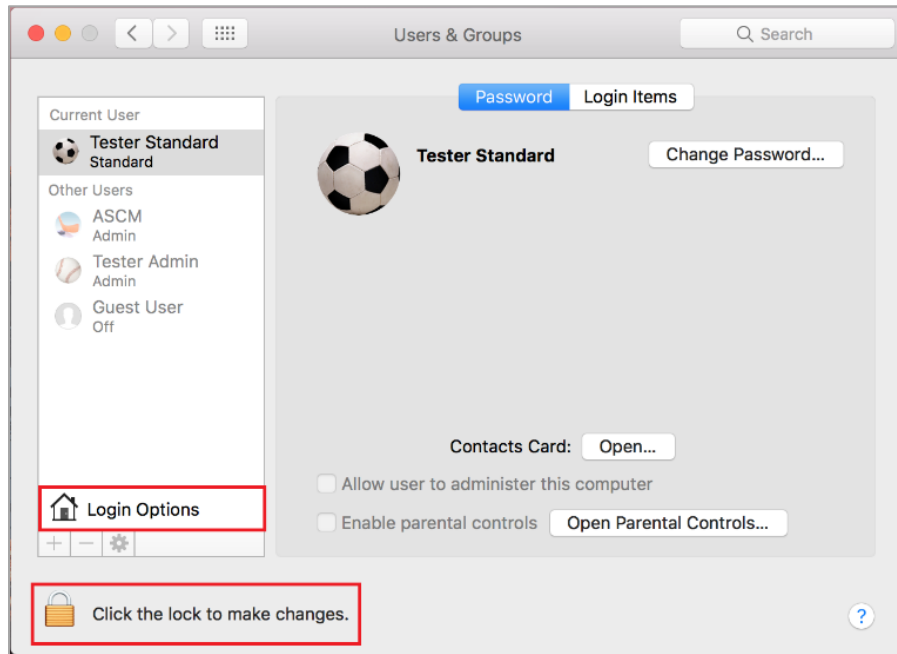 Users & Groups
Search
Password
Login Items
Current User
Tester Standard
Standard
Other Users
ASCM
Admin
Tester Admin
Admin
Guest User
Off
Login Options
Tester Standard
Change Password...
Contacts Card:
Open...
Allow user to administer this computer
Enable parental controls
Open Parental Controls...
Click the lock to make changes.
?